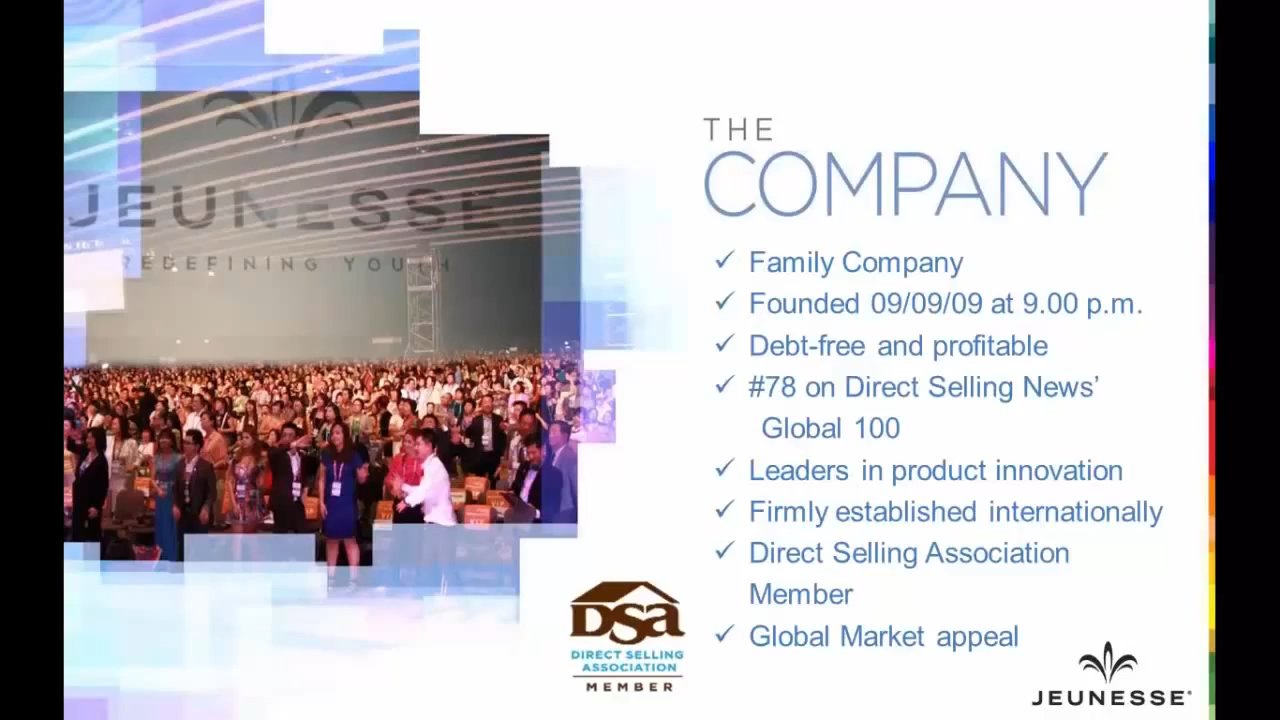 JEUNESSE
REDEFINING YOUTH
THE
COMPANY
✓ Family Company
✓ Founded 09/09/09 at 9.00 p.m.
✓ Debt-free and profitable
✓ #78 on Direct Selling News’
Global 100
✓ Leaders in product innovation
✓ Firmly established internationally
✓ Direct Selling Association
Member
✓ Global Market appeal
DSA
DIRECT SELLING
ASSOCIATION
MEMBER
JEUNESSE®